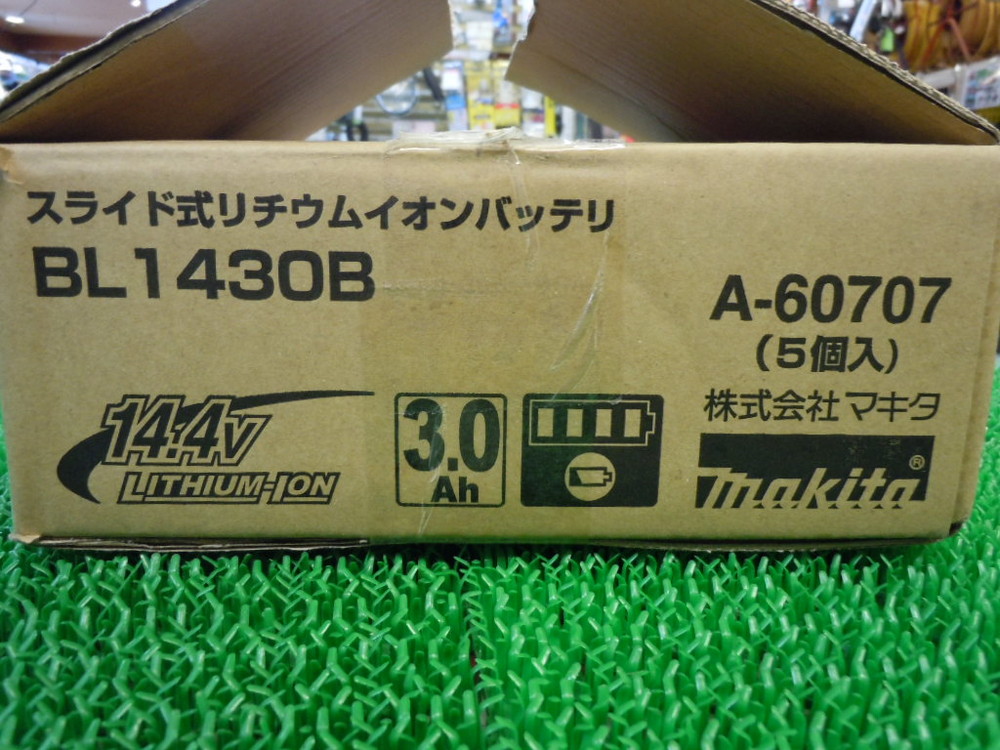 スライド式リチウムイオンバッテリ
BL1430B
A-60707
(5個入)
14.4V
LITHIUM-ION
3.0
Ah
株式会社マキタ
makita®